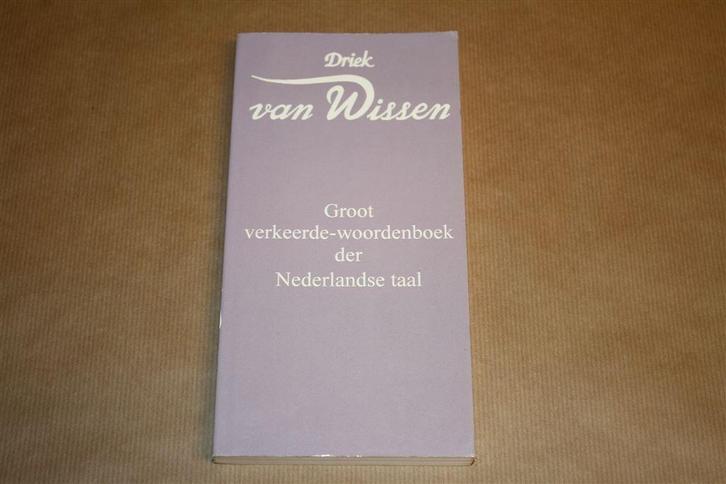 Driek
van Wissen
Groot
verkeerde-woordenboek
der
Nederlandse taal